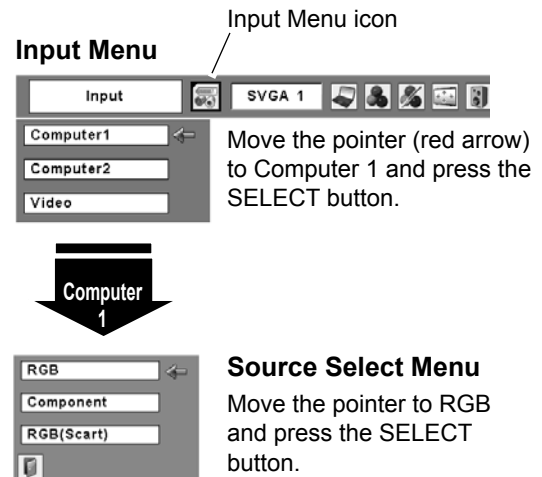 Input Menu icon
Input Menu
Input
SVGA 1
Computer1
Computer2
Video
Move the pointer (red arrow)
to Computer 1 and press the
SELECT button.
Computer
1
RGB
Component
RGB(Scart)
Source Select Menu
Move the pointer to RGB
and press the SELECT
button.